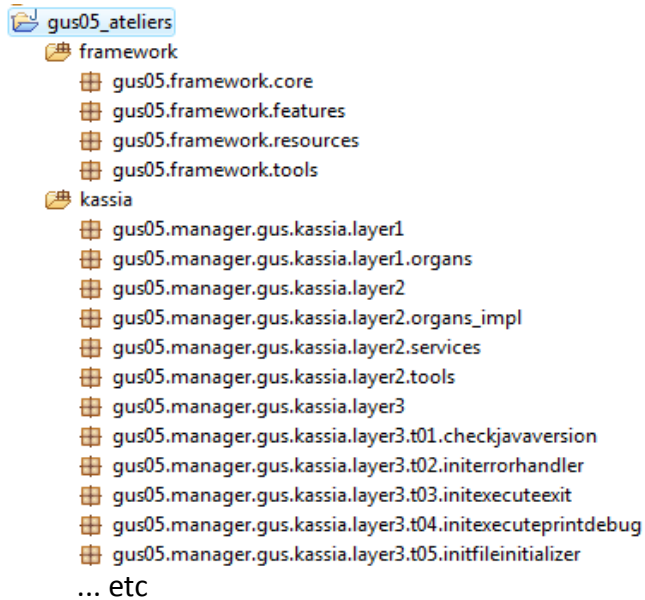 gus05_ateliers
framework
gus05.framework.core
gus05.framework.features
gus05.framework.resources
gus05.framework.tools
kassia
gus05.manager.gus.kassia.layer1
gus05.manager.gus.kassia.layer1.organs
gus05.manager.gus.kassia.layer2
gus05.manager.gus.kassia.layer2.organs_impl
gus05.manager.gus.kassia.layer2.services
gus05.manager.gus.kassia.layer2.tools
gus05.manager.gus.kassia.layer3
gus05.manager.gus.kassia.layer3.t01.checkjavaversion
gus05.manager.gus.kassia.layer3.t02.initerrorhandler
gus05.manager.gus.kassia.layer3.t03.initexecuteexit
gus05.manager.gus.kassia.layer3.t04.initexecuteprintdebug
gus05.manager.gus.kassia.layer3.t05.initfileinitializer
... etc